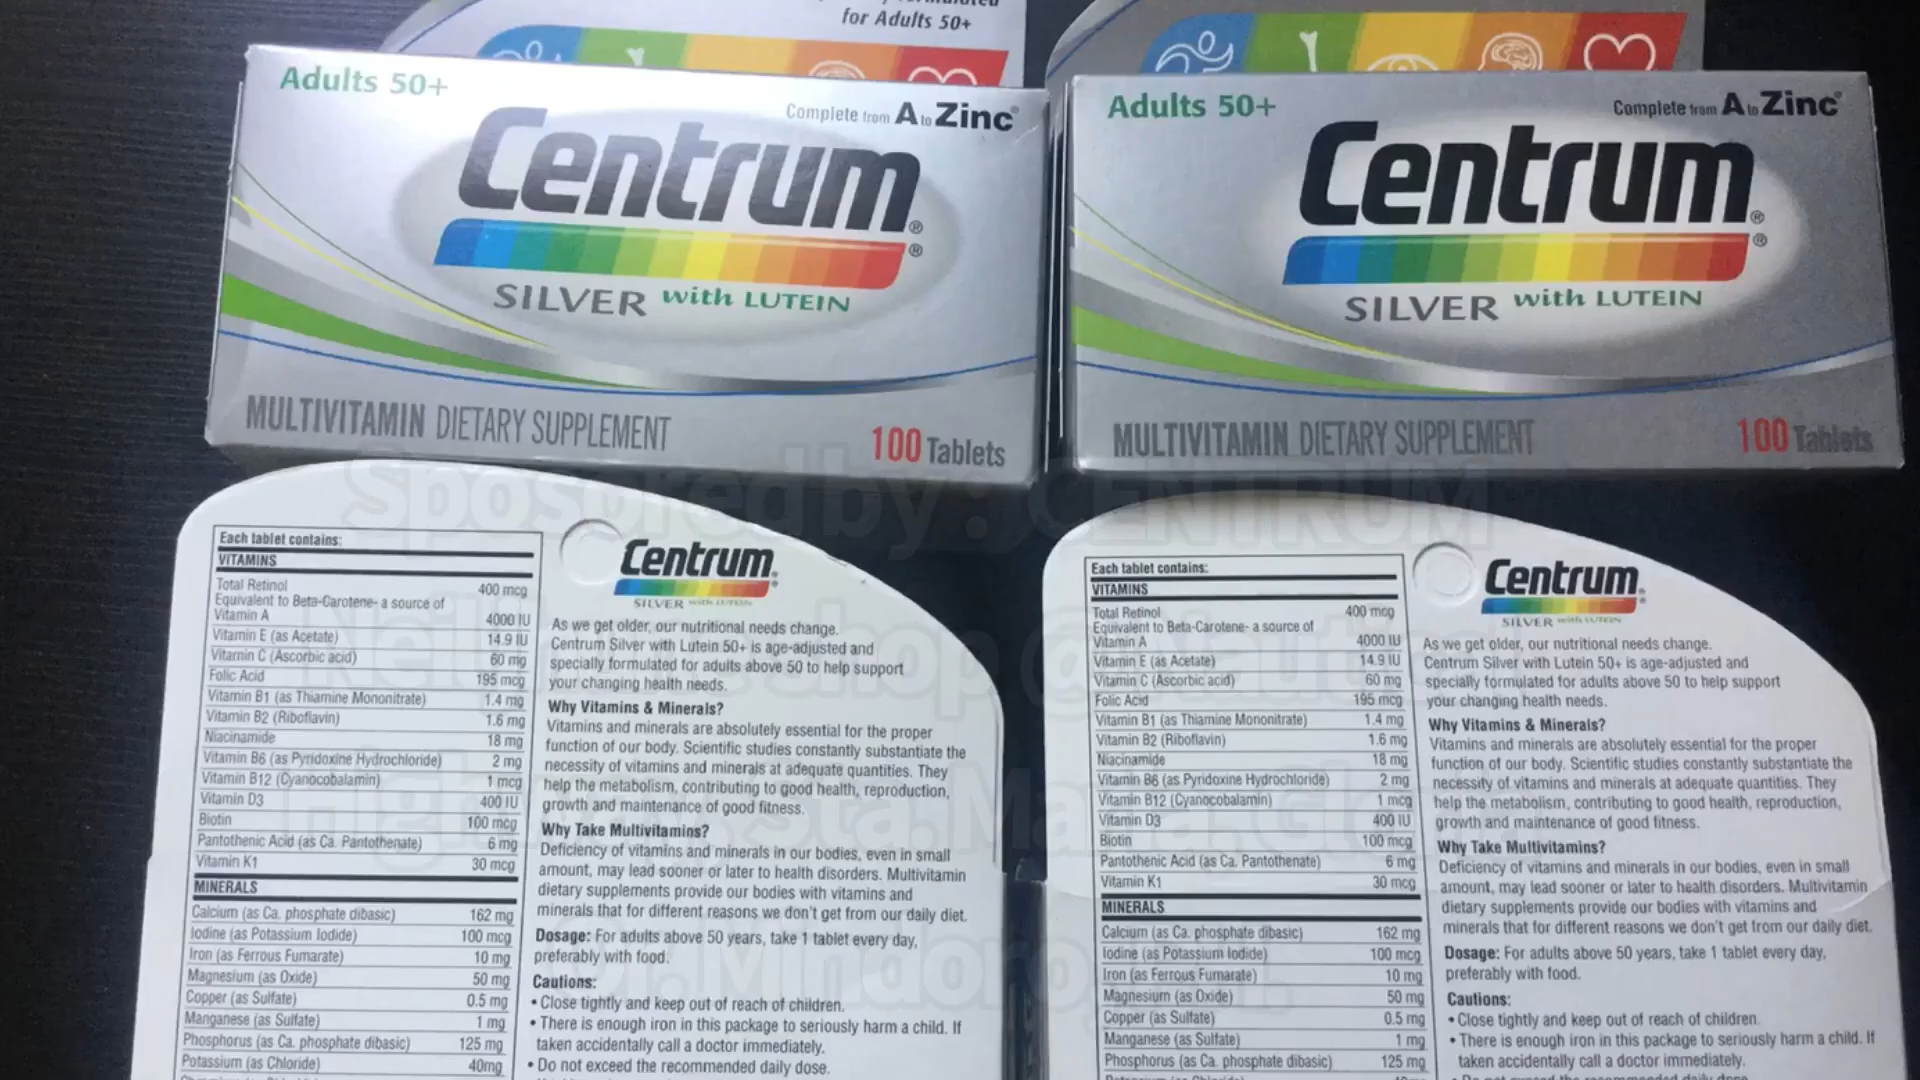 for Adults 50+
Adults 50+
Complete from A to Zinc®
Centrum®
®
SILVER with LUTEIN
MULTIVITAMIN DIETARY SUPPLEMENT
100 Tablets
Adults 50+
Complete from A to Zinc®
Centrum®
®
SILVER with LUTEIN
MULTIVITAMIN DIETARY SUPPLEMENT
100 Tablets
Sposored by : CENTRUM
Each tablet contains:
VITAMINS
Total Retinol 400 mcg
Equivalent to Beta-Carotene- a source of
Vitamin A 4000 IU
Vitamin E (as Acetate) 14.9 IU
Vitamin C (Ascorbic acid) 60 mg
Folic Acid 195 mcg
Vitamin B1 (as Thiamine Mononitrate) 1.4 mg
Vitamin B2 (Riboflavin) 1.6 mg
Niacinamide 18 mg
Vitamin B6 (as Pyridoxine Hydrochloride) 2 mg
Vitamin B12 (Cyanocobalamin) 1 mcg
Vitamin D3 400 IU
Biotin 100 mcg
Pantothenic Acid (as Ca. Pantothenate) 6 mg
Vitamin K1 30 mcg
MINERALS
Calcium (as Ca. phosphate dibasic) 162 mg
Iodine (as Potassium Iodide) 100 mcg
Iron (as Ferrous Fumarate) 10 mg
Magnesium (as Oxide) 50 mg
Copper (as Sulfate) 0.5 mg
Manganese (as Sulfate) 1 mg
Phosphorus (as Ca. phosphate dibasic) 125 mg
Potassium (as Chloride) 40mg
Centrum®
SILVER with LUTEIN
As we get older, our nutritional needs change.
Centrum Silver with Lutein 50+ is age-adjusted and
specially formulated for adults above 50 to help support
your changing health needs.
Why Vitamins & Minerals?
Vitamins and minerals are absolutely essential for the proper
function of our body. Scientific studies constantly substantiate the
necessity of vitamins and minerals at adequate quantities. They
help the metabolism, contributing to good health, reproduction,
growth and maintenance of good fitness.
Why Take Multivitamins?
Deficiency of vitamins and minerals in our bodies, even in small
amount, may lead sooner or later to health disorders. Multivitamin
dietary supplements provide our bodies with vitamins and
minerals that for different reasons we don't get from our daily diet.
Dosage: For adults above 50 years, take 1 tablet every day,
preferably with food.
Cautions:
• Close tightly and keep out of reach of children.
• There is enough iron in this package to seriously harm a child. If
taken accidentally call a doctor immediately.
• Do not exceed the recommended daily dose.
Each tablet contains:
VITAMINS
Total Retinol 400 mcg
Equivalent to Beta-Carotene- a source of
Vitamin A 4000 IU
Vitamin E (as Acetate) 14.9 IU
Vitamin C (Ascorbic acid) 60 mg
Folic Acid 195 mcg
Vitamin B1 (as Thiamine Mononitrate) 1.4 mg
Vitamin B2 (Riboflavin) 1.6 mg
Niacinamide 18 mg
Vitamin B6 (as Pyridoxine Hydrochloride) 2 mg
Vitamin B12 (Cyanocobalamin) 1 mcg
Vitamin D3 400 IU
Biotin 100 mcg
Pantothenic Acid (as Ca. Pantothenate) 6 mg
Vitamin K1 30 mcg
MINERALS
Calcium (as Ca. phosphate dibasic) 162 mg
Iodine (as Potassium Iodide) 100 mcg
Iron (as Ferrous Fumarate) 10 mg
Magnesium (as Oxide) 50 mg
Copper (as Sulfate) 0.5 mg
Manganese (as Sulfate) 1 mg
Phosphorus (as Ca. phosphate dibasic) 125 mg
Centrum®
SILVER with LUTEIN
As we get older, our nutritional needs change.
Centrum Silver with Lutein 50+ is age-adjusted and
specially formulated for adults above 50 to help support
your changing health needs.
Why Vitamins & Minerals?
Vitamins and minerals are absolutely essential for the proper
function of our body. Scientific studies constantly substantiate the
necessity of vitamins and minerals at adequate quantities. They
help the metabolism, contributing to good health, reproduction,
growth and maintenance of good fitness.
Why Take Multivitamins?
Deficiency of vitamins and minerals in our bodies, even in small
amount, may lead sooner or later to health disorders. Multivitamin
dietary supplements provide our bodies with vitamins and
minerals that for different reasons we don't get from our daily diet.
Dosage: For adults above 50 years, take 1 tablet every day,
preferably with food.
Cautions:
• Close tightly and keep out of reach of children.
• There is enough iron in this package to seriously harm a child. If
taken accidentally call a doctor immediately.